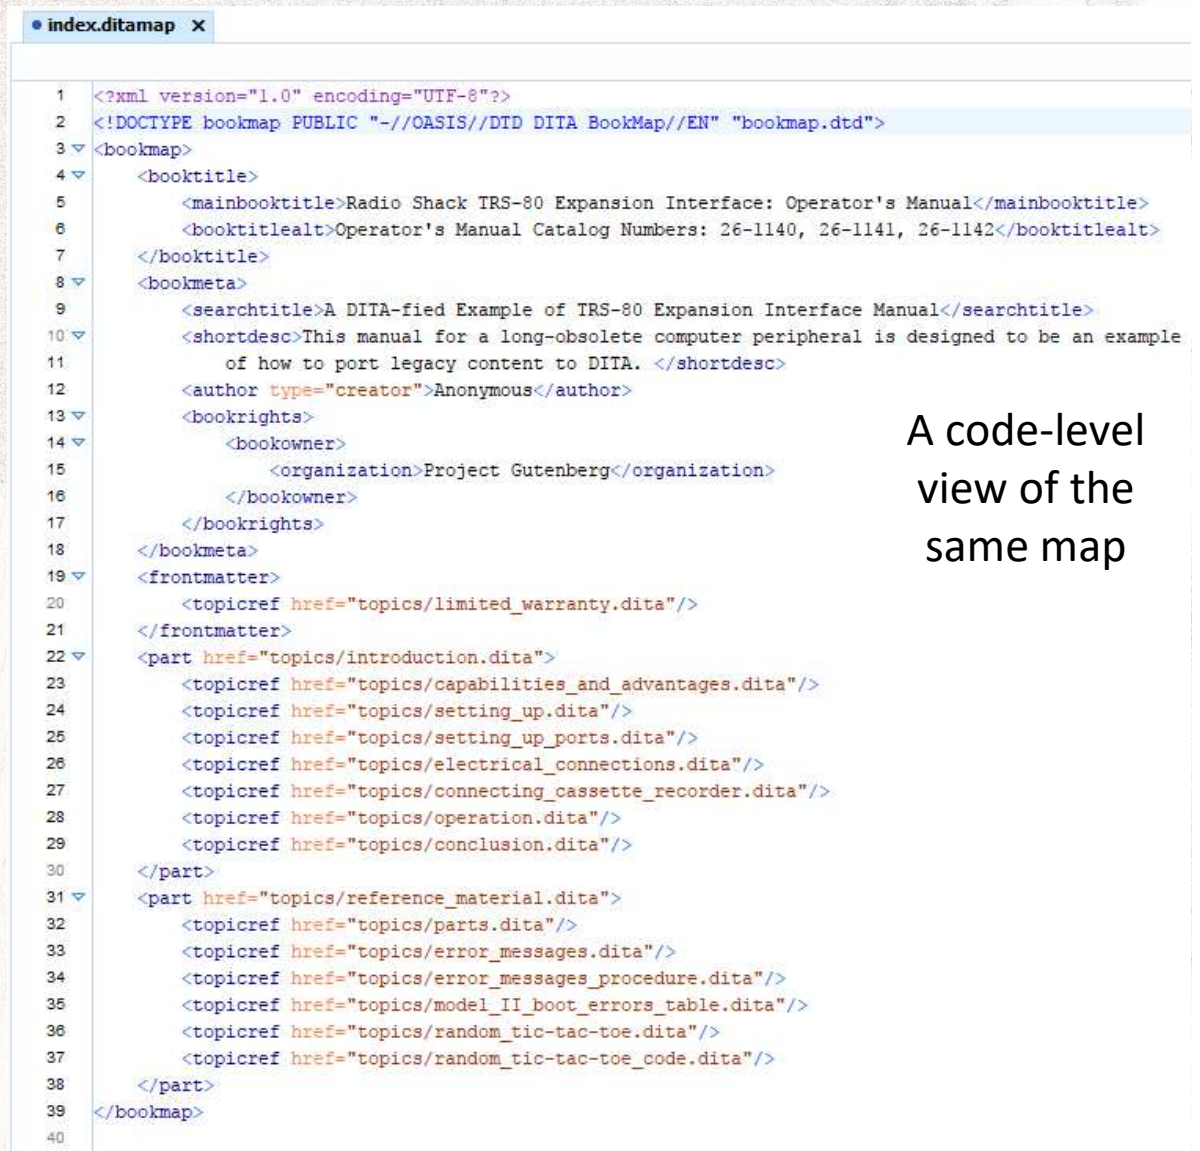 index.ditamap x
1 <?xml version="1.0" encoding="UTF-8"?>
2 <!DOCTYPE bookmap PUBLIC "-//OASIS//DTD DITA BookMap//EN" "bookmap.dtd">
3 <bookmap>
4 <booktitle>
5 <mainbooktitle>Radio Shack TRS-80 Expansion Interface: Operator's Manual</mainbooktitle>
6 <booktitlealt>Operator's Manual Catalog Numbers: 26-1140, 26-1141, 26-1142</booktitlealt>
7 </booktitle>
8 <bookmeta>
9 <searchtitle>A DITA-fied Example of TRS-80 Expansion Interface Manual</searchtitle>
10 <shortdesc>This manual for a long-obsolete computer peripheral is designed to be an example
11 of how to port legacy content to DITA. </shortdesc>
12 <author type="creator">Anonymous</author>
13 <bookrights>
14 <bookowner>
15 <organization>Project Gutenberg</organization>
16 </bookowner>
17 </bookrights>
18 </bookmeta>
19 <frontmatter>
20 <topicref href="topics/limited_warranty.dita"/>
21 </frontmatter>
22 <part href="topics/introduction.dita">
23 <topicref href="topics/capabilities_and_advantages.dita"/>
24 <topicref href="topics/setting_up.dita"/>
25 <topicref href="topics/setting_up_ports.dita"/>
26 <topicref href="topics/electrical_connections.dita"/>
27 <topicref href="topics/connecting_cassette_recorder.dita"/>
28 <topicref href="topics/operation.dita"/>
29 <topicref href="topics/conclusion.dita"/>
30 </part>
31 <part href="topics/reference_material.dita">
32 <topicref href="topics/parts.dita"/>
33 <topicref href="topics/error_messages.dita"/>
34 <topicref href="topics/error_messages_procedure.dita"/>
35 <topicref href="topics/model_II_boot_errors_table.dita"/>
36 <topicref href="topics/random_tic-tac-toe.dita"/>
37 <topicref href="topics/random_tic-tac-toe_code.dita"/>
38 </part>
39 </bookmap>
40
A code-level
view of the
same map